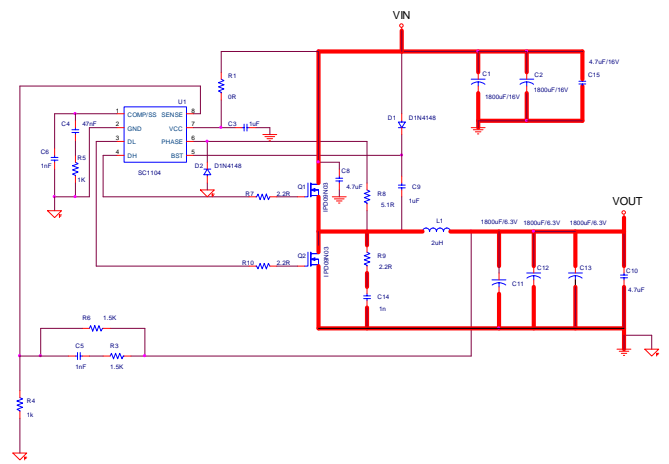 VIN
R1
0R
C1
1800uF/16V
C2
1800uF/16V
4.7uF/16V
C15
U1
1 COMP/SS SENSE 8
2 GND VCC 7
3 DL PHASE 6
4 DH BST 5
SC1104
C4
47nF
C6
1nF
R5
1K
C3
1uF
D1
D1N4148
D2
D1N4148
C8
4.7uF
R8
5.1R
C9
1uF
R7
2.2R
Q1
IPD09N03
VOUT
L1
2uH
1800uF/6.3V
1800uF/6.3V
1800uF/6.3V
R10
2.2R
Q2
IPD09N03
R9
2.2R
C14
1n
C11
C12
C13
C10
4.7uF
R6
1.5K
C5
1nF
R3
1.5K
R4
1k